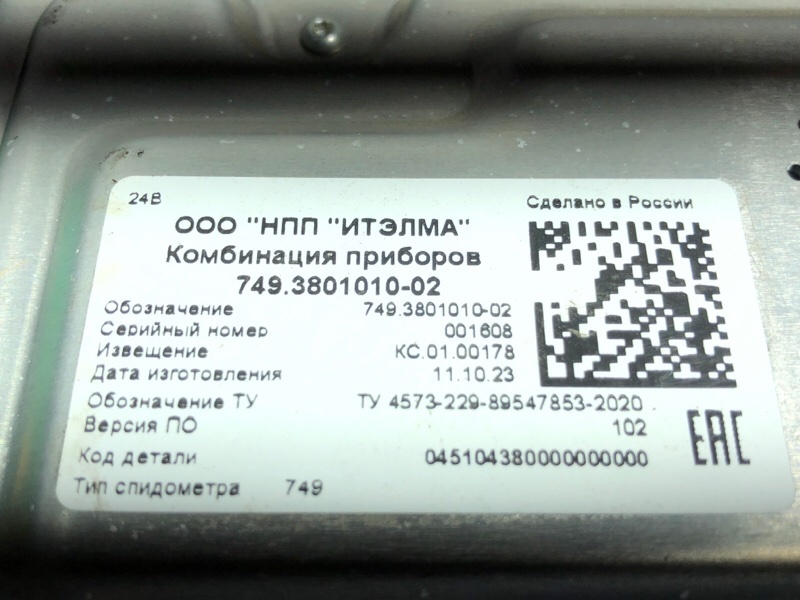 24В
Сделано в России
ООО "НПП "ИТЭЛМА"
Комбинация приборов
749.3801010-02
Обозначение 749.3801010-02
Серийный номер 001608
Извещение КС.01.00178
Дата изготовления 11.10.23
Обозначение ТУ ТУ 4573-229-89547853-2020
Версия ПО 102
EAC
Код детали 045104380000000000
Тип спидометра 749